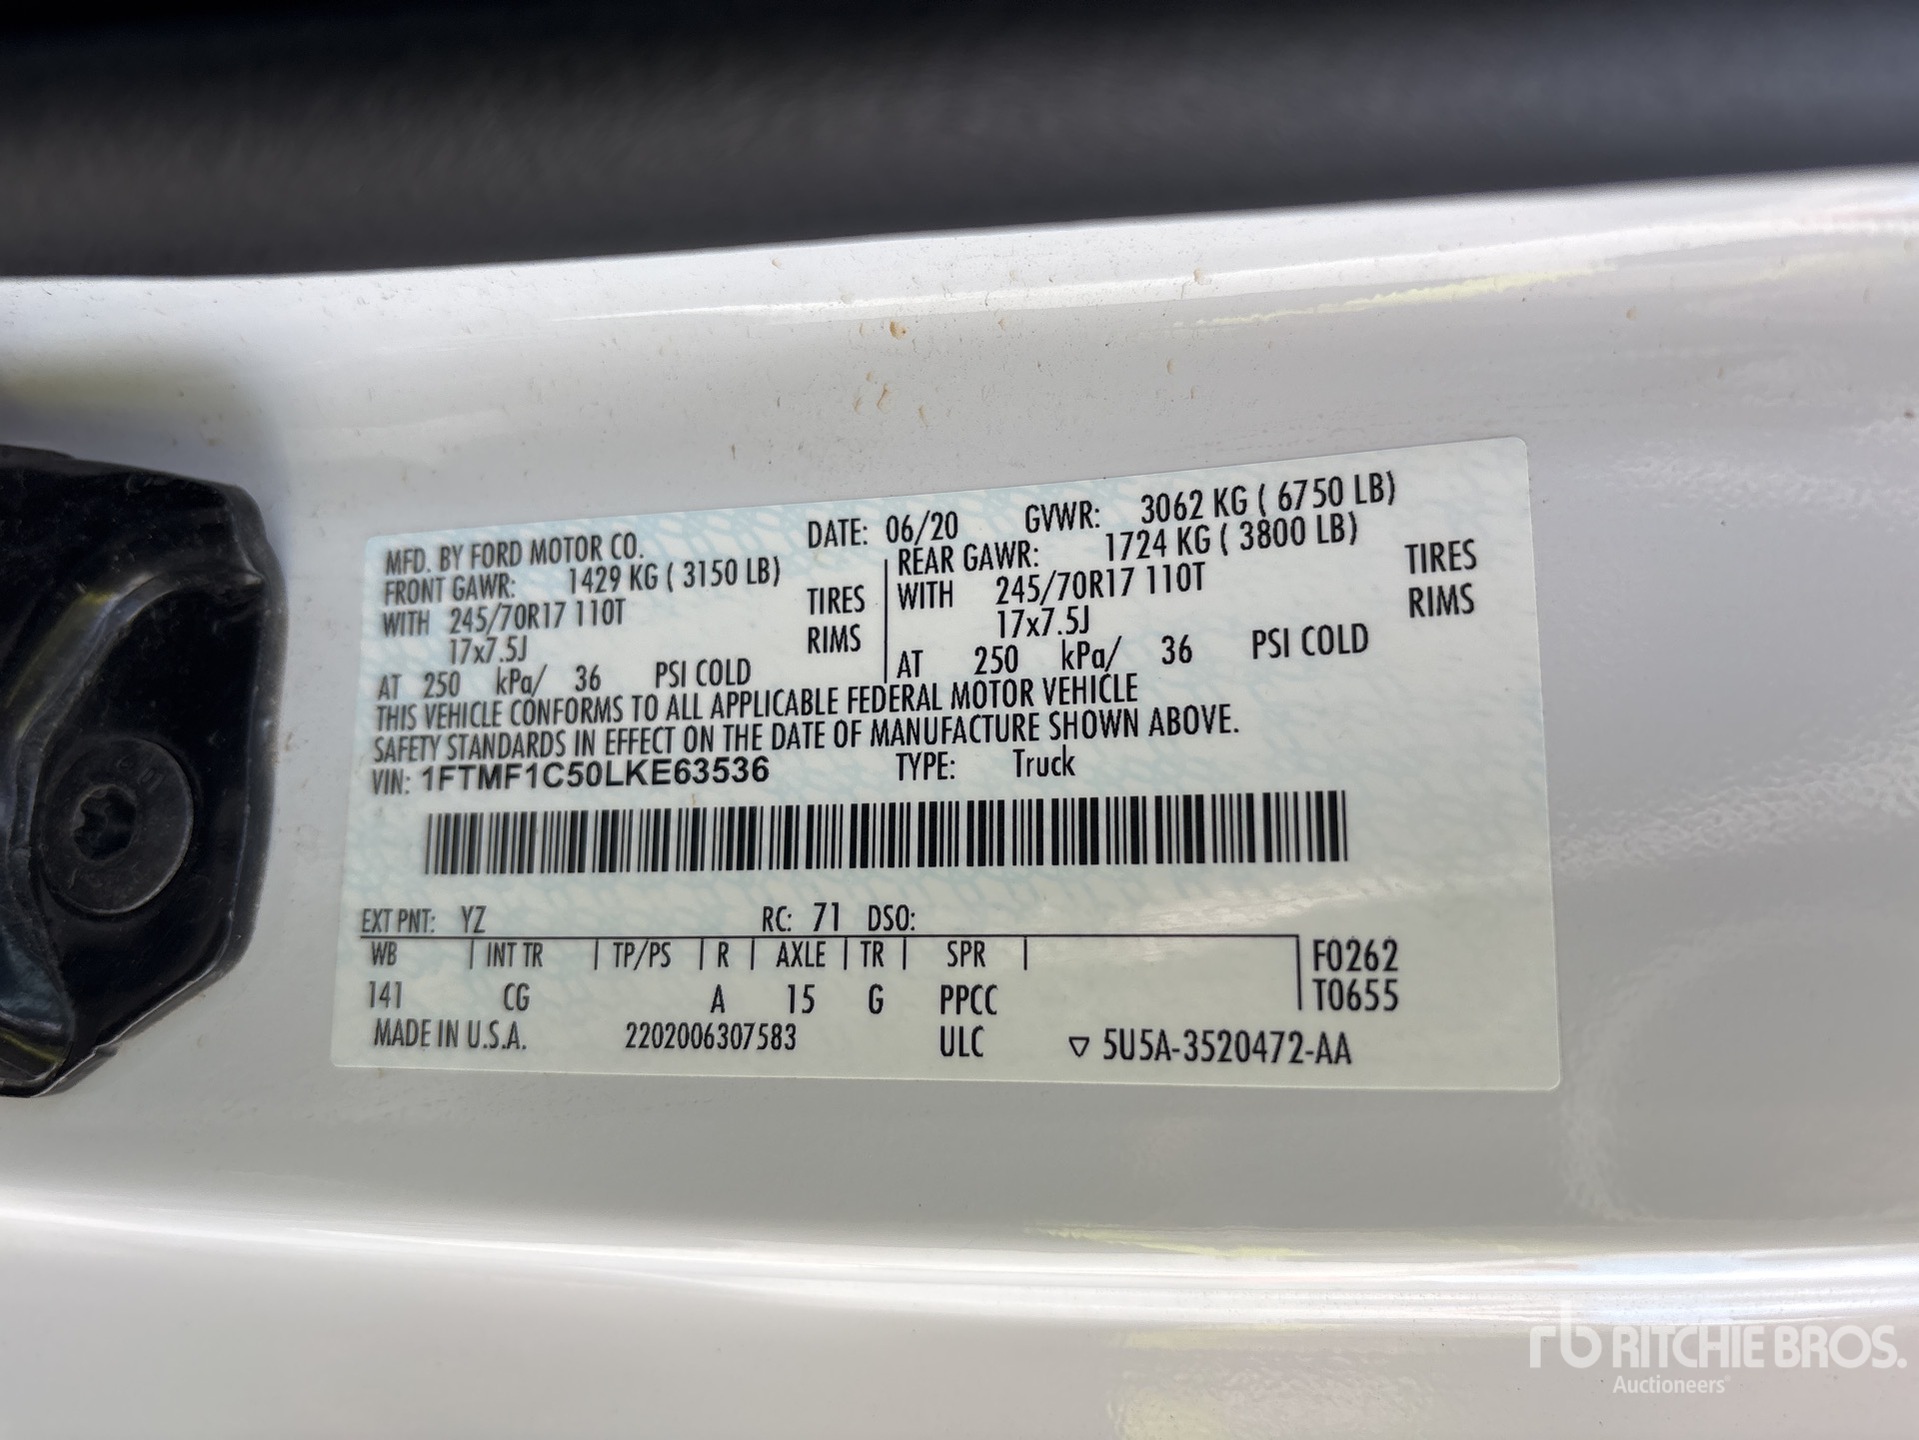 MFD. BY FORD MOTOR CO. DATE: 06/20 GVWR: 3062 KG ( 6750 LB)
FRONT GAWR: 1429 KG ( 3150 LB) REAR GAWR: 1724 KG ( 3800 LB)
WITH 245/70R17 110T TIRES WITH 245/70R17 110T TIRES
17x7.5J RIMS 17x7.5J RIMS
AT 250 kPa/ 36 PSI COLD AT 250 kPa/ 36 PSI COLD
THIS VEHICLE CONFORMS TO ALL APPLICABLE FEDERAL MOTOR VEHICLE
SAFETY STANDARDS IN EFFECT ON THE DATE OF MANUFACTURE SHOWN ABOVE.
VIN: 1FTMF1C50LKE63536 TYPE: Truck
EXT PNT: YZ RC: 71 DSO:
WB INT TR TP/PS R AXLE TR SPR F0262
141 CG A 15 G PPCC T0655
MADE IN U.S.A. 2202006307583 ULC ▽ 5U5A-3520472-AA
rb RITCHIE BROS.
Auctioneers